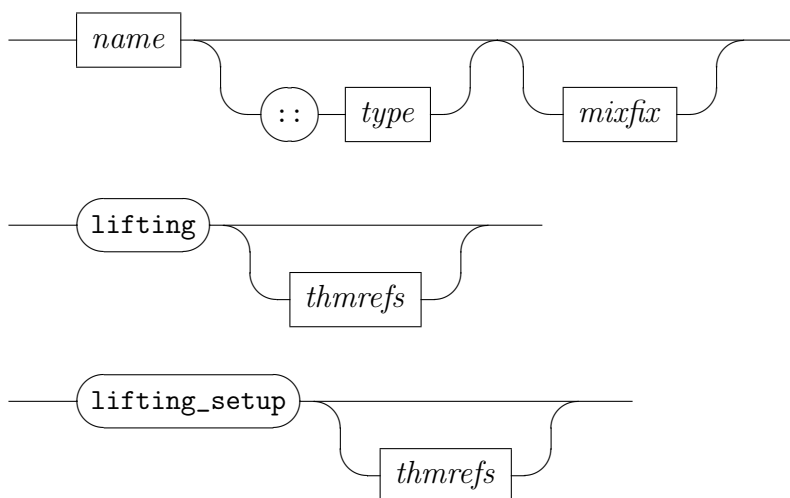 name
:: type mixfix
lifting
thmrefs
lifting_setup
thmrefs